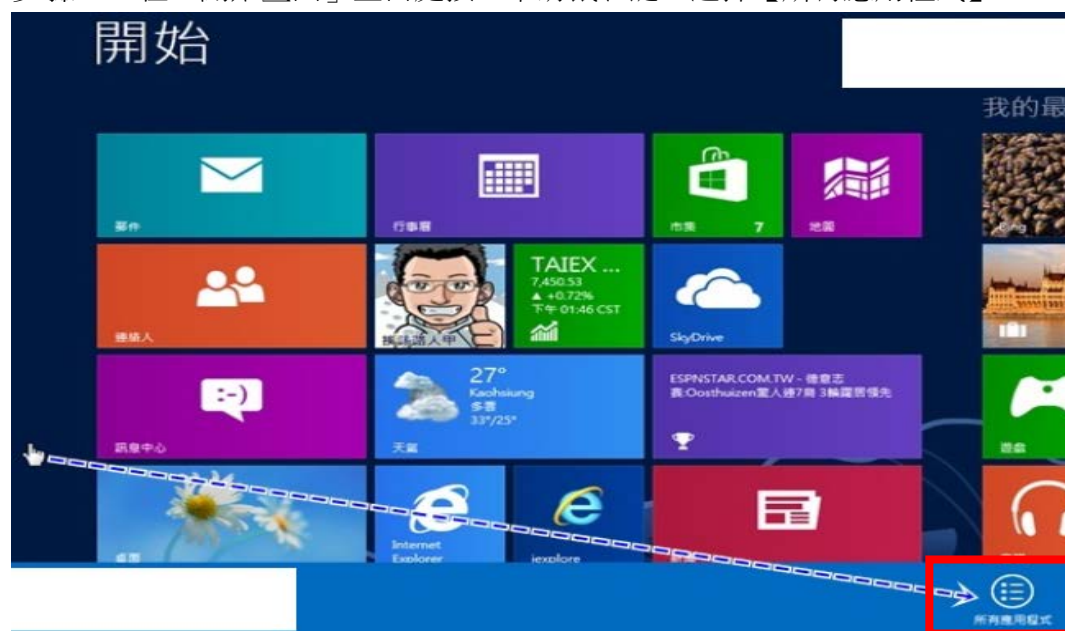 開始
我的最
郵件
行事曆
市集 7
地圖
Bing
連絡人
TAIEX ...
7,450.53
▲ +0.72%
下午 01:46 CST
SkyDrive
訊息中心
27°
Kaohsiung
多雲
33°/25°
天氣
ESPNSTAR.COM.TW - 德意志
賽:Oosthuizen驚人連7鳥 3輪躍居領先
遊戲
桌面
Internet
Explorer
iexplore
所有應用程式